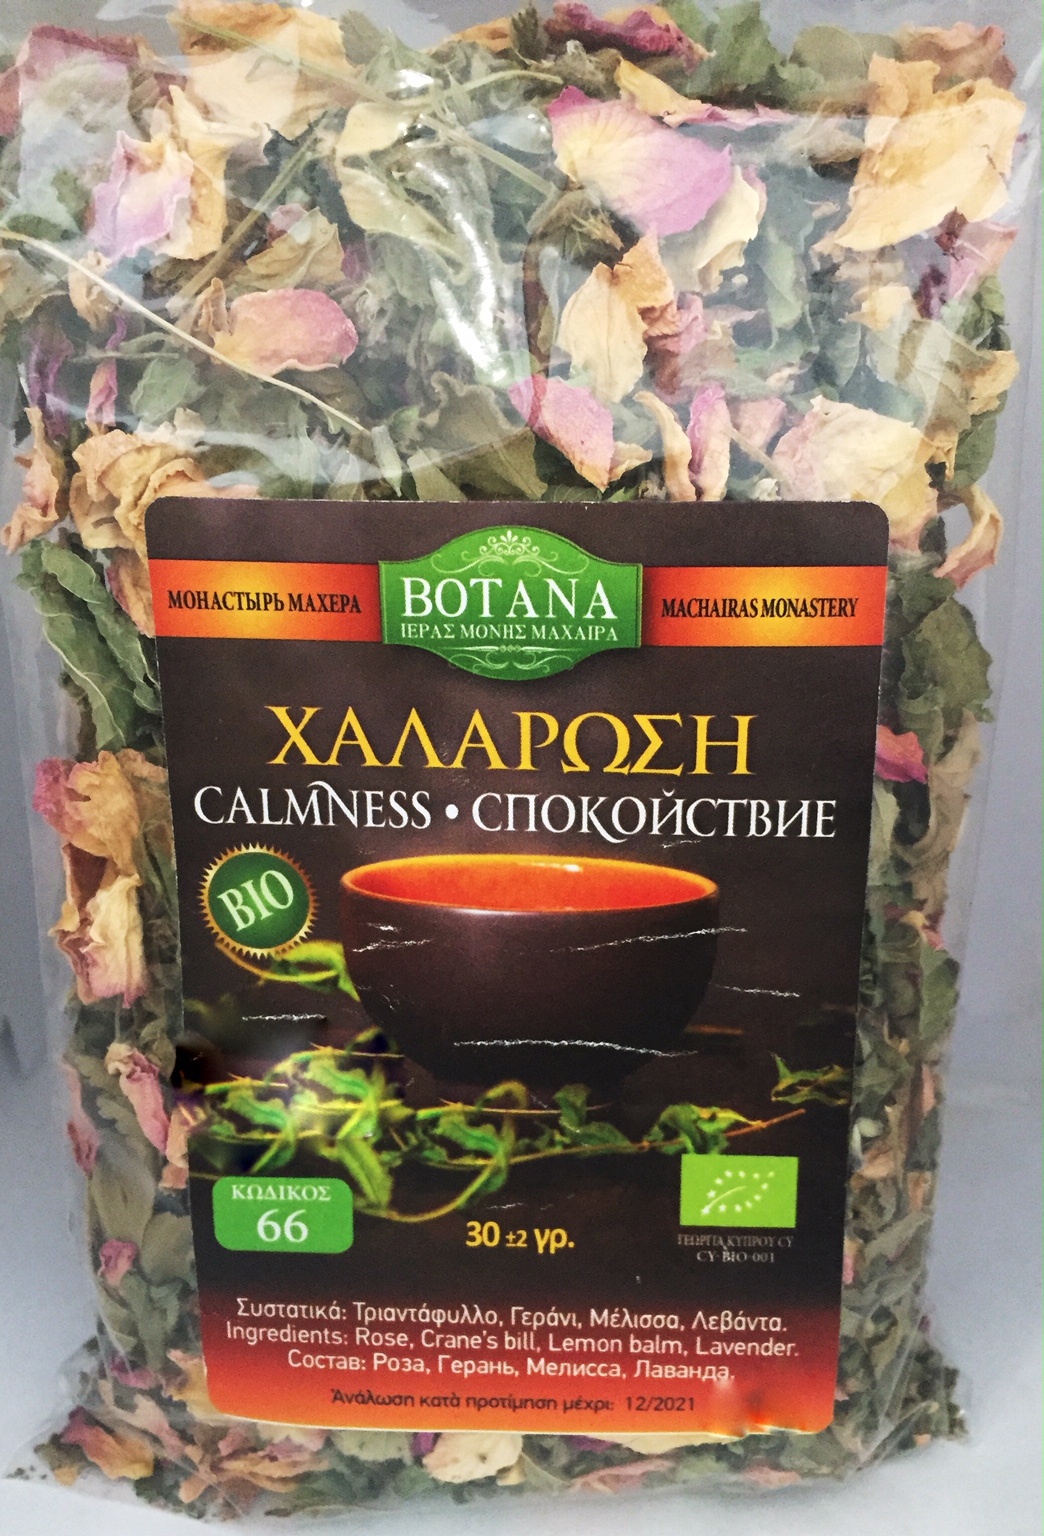 МОНАСТЫРЬ МАХЕРА
BOTANA
ΙΕΡΑΣ ΜΟΝΗΣ ΜΑΧΑΙΡΑ
MACHAIRAS MONASTERY
ΧΑΛΑΡΩΣΗ
CALMNESS • СПОКОЙСТВИЕ
BIO
ΚΩΔΙΚΟΣ
66
30 ±2 γρ.
ΓΕΩΡΓΙΑ ΚΥΠΡΟΥ CY
CY-BIO-001
Συστατικά: Τριαντάφυλλο, Γεράνι, Μέλισσα, Λεβάντα.
Ingredients: Rose, Crane's bill, Lemon balm, Lavender.
Состав: Роза, Герань, Мелисса, Лаванда.
Ἀνάλωση κατὰ προτίμηση μέχρι: 12/2021